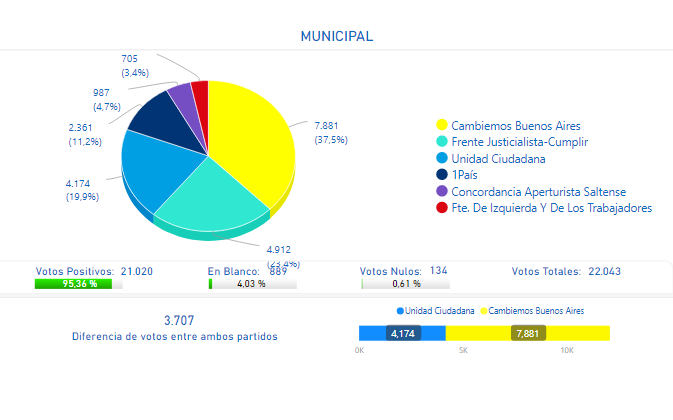 MUNICIPAL
705
(3,4%)
987
(4,7%)
2.361
(11,2%)
4.174
(19,9%)
7.881
(37,5%)
4.912
(23,4%)
Cambiemos Buenos Aires
Frente Justicialista-Cumplir
Unidad Ciudadana
1País
Concordancia Aperturista Saltense
Fte. De Izquierda Y De Los Trabajadores
Votos Positivos: 21.020
95,36 %
En Blanco: 889
4,03 %
Votos Nulos: 134
0,61 %
Votos Totales: 22.043
3.707
Diferencia de votos entre ambos partidos
Unidad Ciudadana Cambiemos Buenos Aires
4,174 7,881
0K 5K 10K